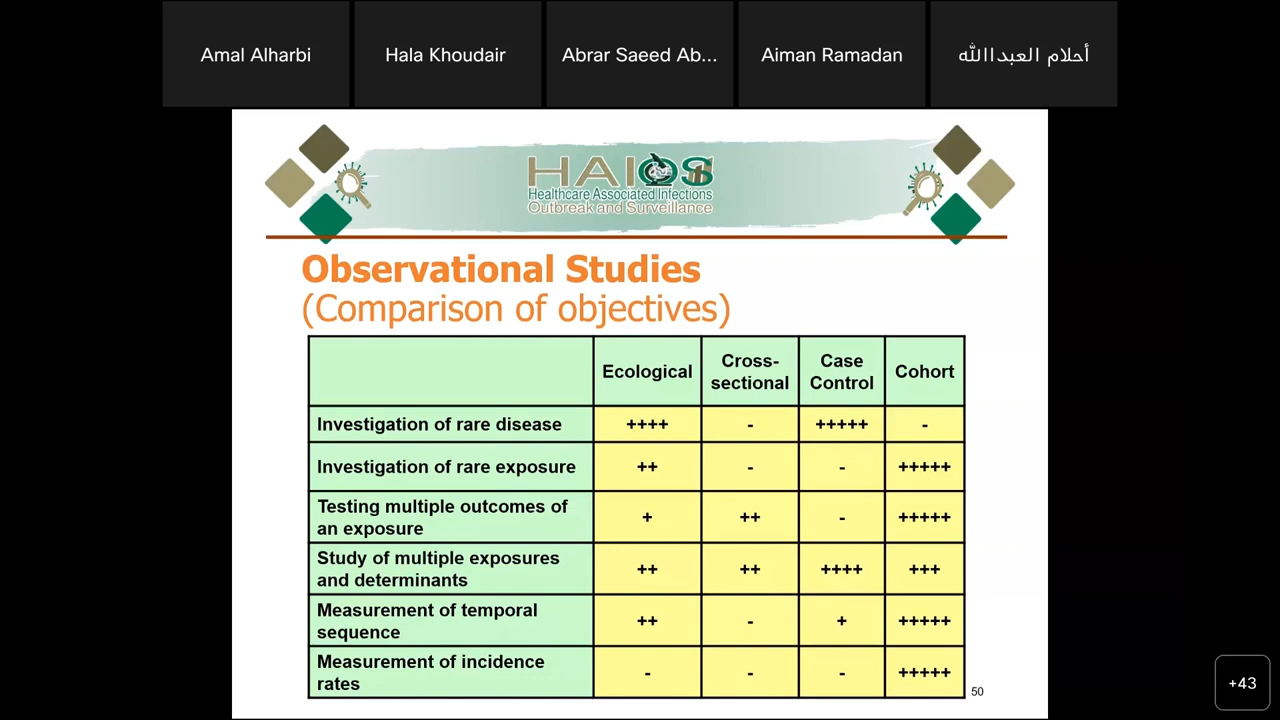 Amal Alharbi
Hala Khoudair
Abrar Saeed Ab...
Aiman Ramadan
أحلام العبداالله
HAIOS
Healthcare Associated Infections
Outbreak and Surveillance
Observational Studies
(Comparison of objectives)
Ecological
Cross-
sectional
Case
Control
Cohort
Investigation of rare disease
++++
-
+++++
-
Investigation of rare exposure
++
-
-
+++++
Testing multiple outcomes of
an exposure
+
++
-
+++++
Study of multiple exposures
and determinants
++
++
++++
+++
Measurement of temporal
sequence
++
-
+
+++++
Measurement of incidence
rates
-
-
-
+++++
50
+43